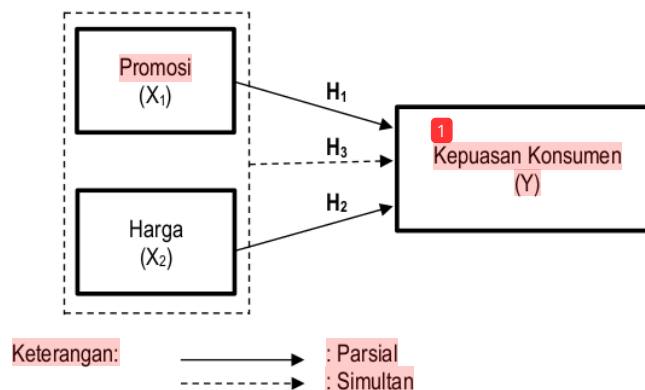 Promosi
(X₁)
H₁
1
Kepuasan Konsumen
(Y)
H₃
Harga
(X₂)
H₂
Keterangan:
: Parsial
: Simultan